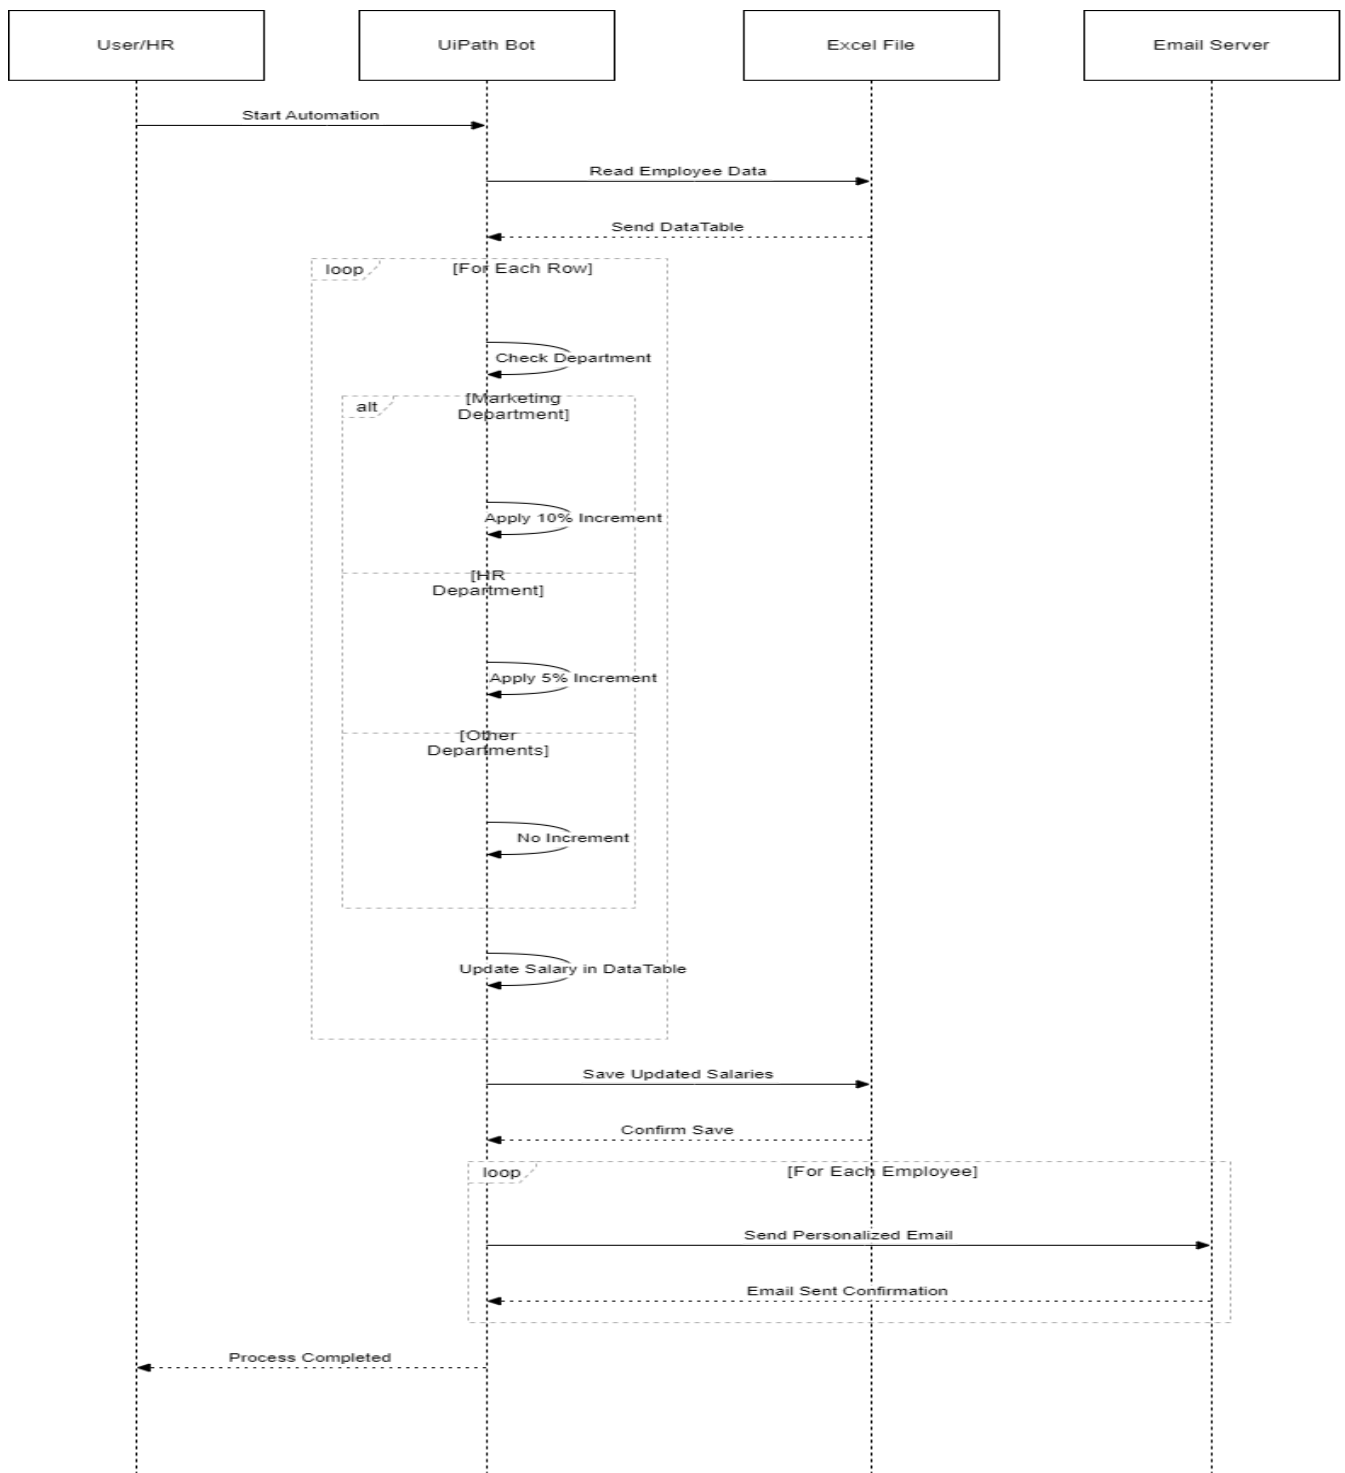 User/HR
UiPath Bot
Excel File
Email Server
Start Automation
Read Employee Data
Send DataTable
loop
[For Each Row]
Check Department
alt
[Marketing
Department]
Apply 10% Increment
[HR
Department]
Apply 5% Increment
[Other
Departments]
No Increment
Update Salary in DataTable
Save Updated Salaries
Confirm Save
loop
[For Each Employee]
Send Personalized Email
Email Sent Confirmation
Process Completed